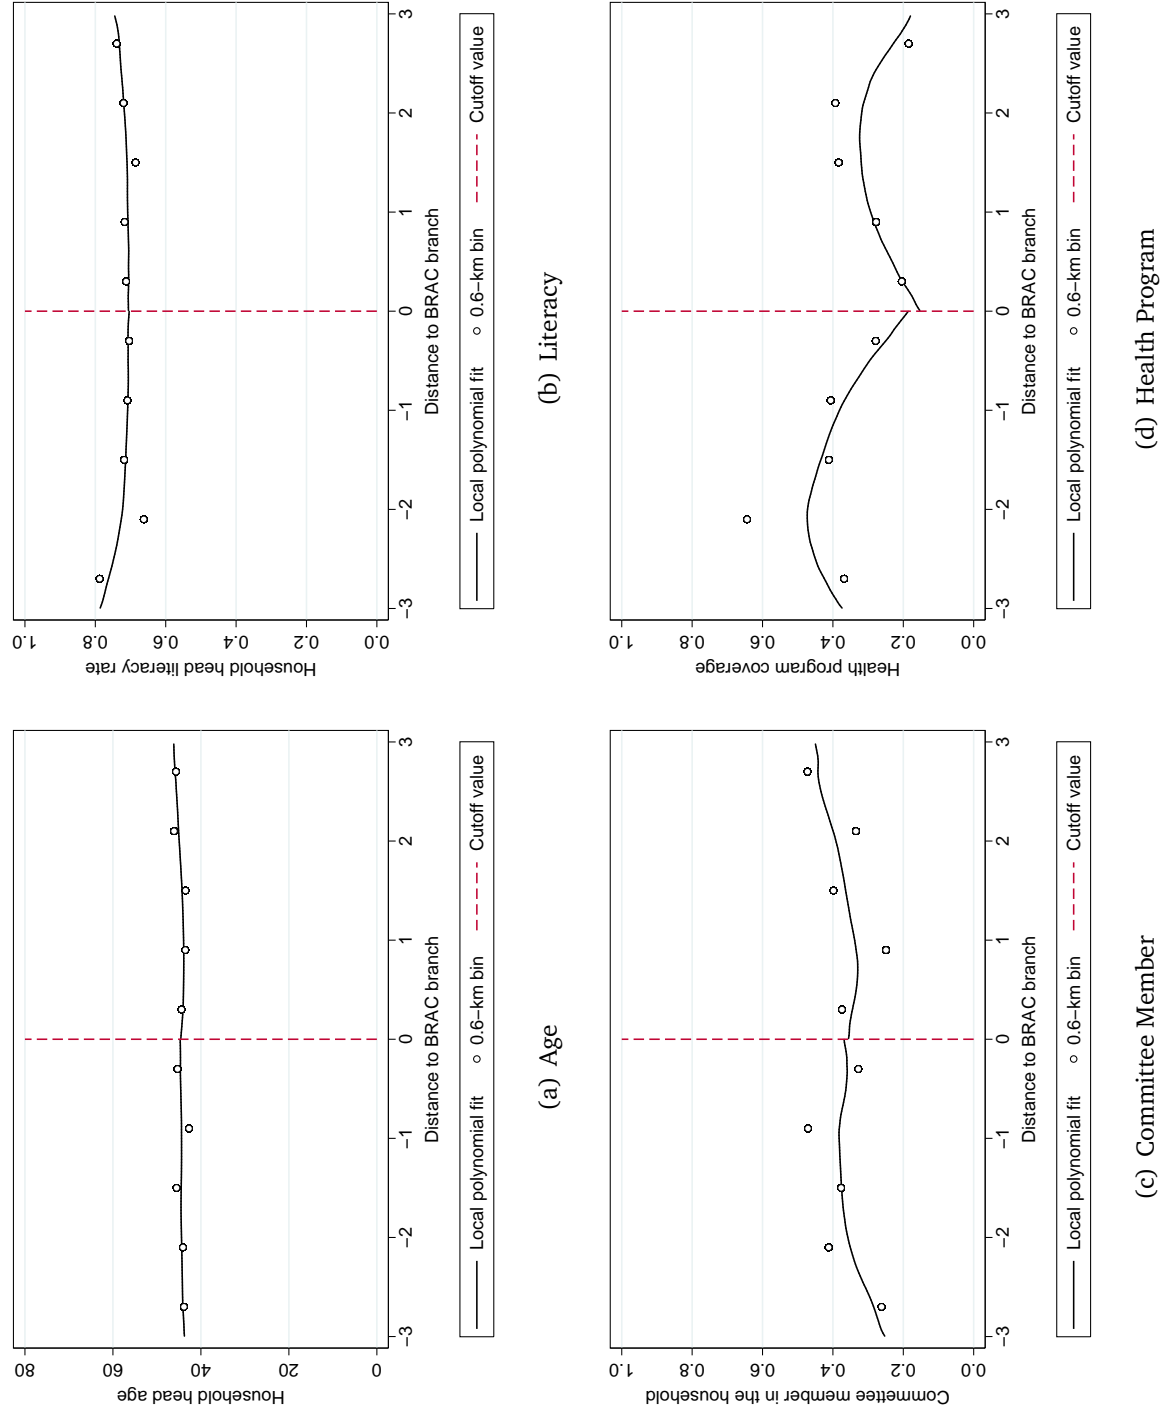 Household head age
0 20 40 60 80
−3 −2 −1 0 1 2 3
Distance to BRAC branch
Local polynomial fit 0.6−km bin Cutoff value
(a) Age
Household head literacy rate
0.0 0.2 0.4 0.6 0.8 1.0
−3 −2 −1 0 1 2 3
Distance to BRAC branch
Local polynomial fit 0.6−km bin Cutoff value
(b) Literacy
Commettee member in the household
0.0 0.2 0.4 0.6 0.8 1.0
−3 −2 −1 0 1 2 3
Distance to BRAC branch
Local polynomial fit 0.6−km bin Cutoff value
(c) Committee Member
Health program coverage
0.0 0.2 0.4 0.6 0.8 1.0
−3 −2 −1 0 1 2 3
Distance to BRAC branch
Local polynomial fit 0.6−km bin Cutoff value
(d) Health Program